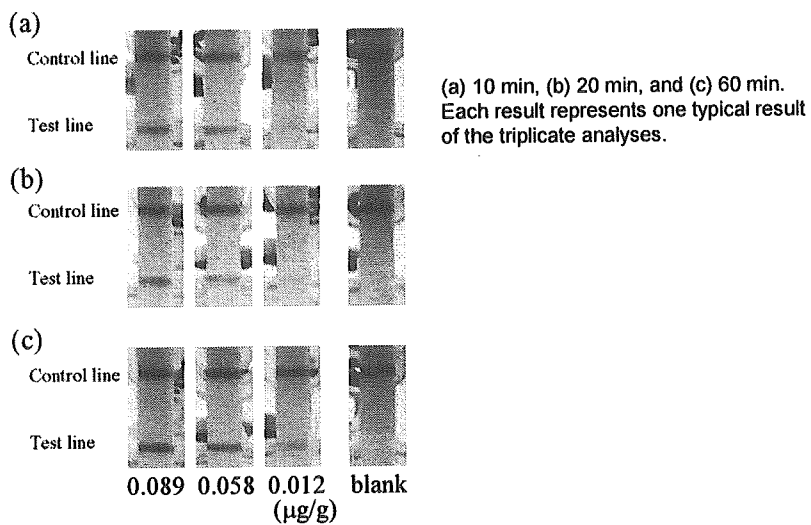 (a)
Control line
Test line
(a) 10 min, (b) 20 min, and (c) 60 min.
Each result represents one typical result
of the triplicate analyses.
(b)
Control line
Test line
(c)
Control line
Test line
0.089 0.058 0.012 blank
(μg/g)